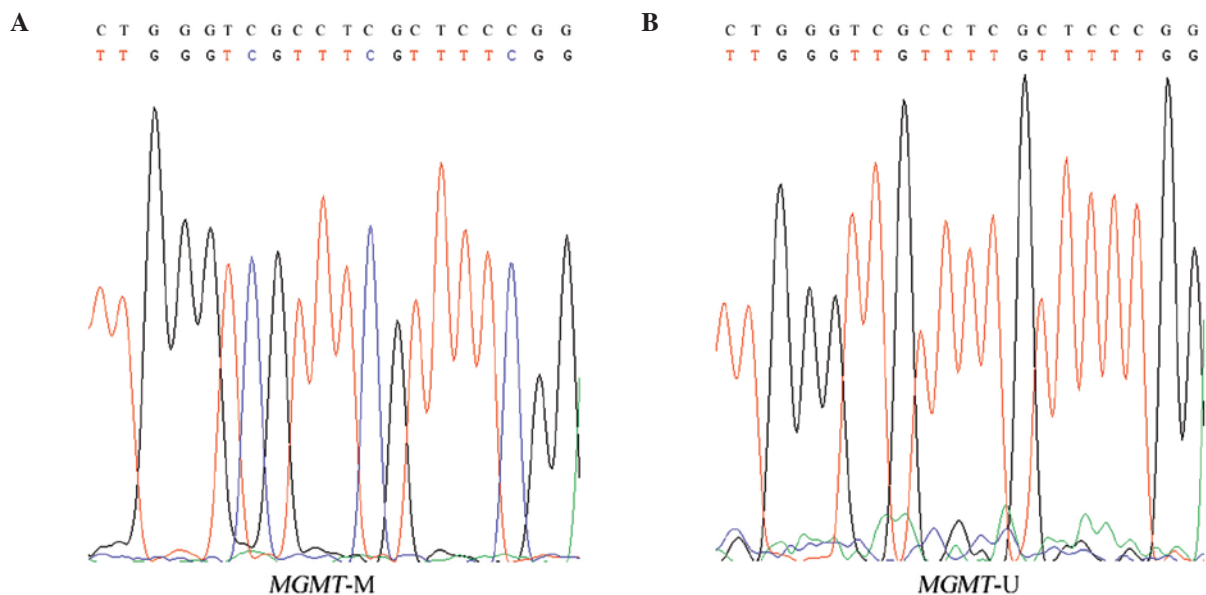 A
C T G G G T C G C C T C G C T C C C G G
T T G G G T C G T T T C G T T T T C G G
MGMT-M
B
C T G G G T C G C C T C G C T C C C G G
T T G G G T T G T T T T G T T T T T G G
MGMT-U